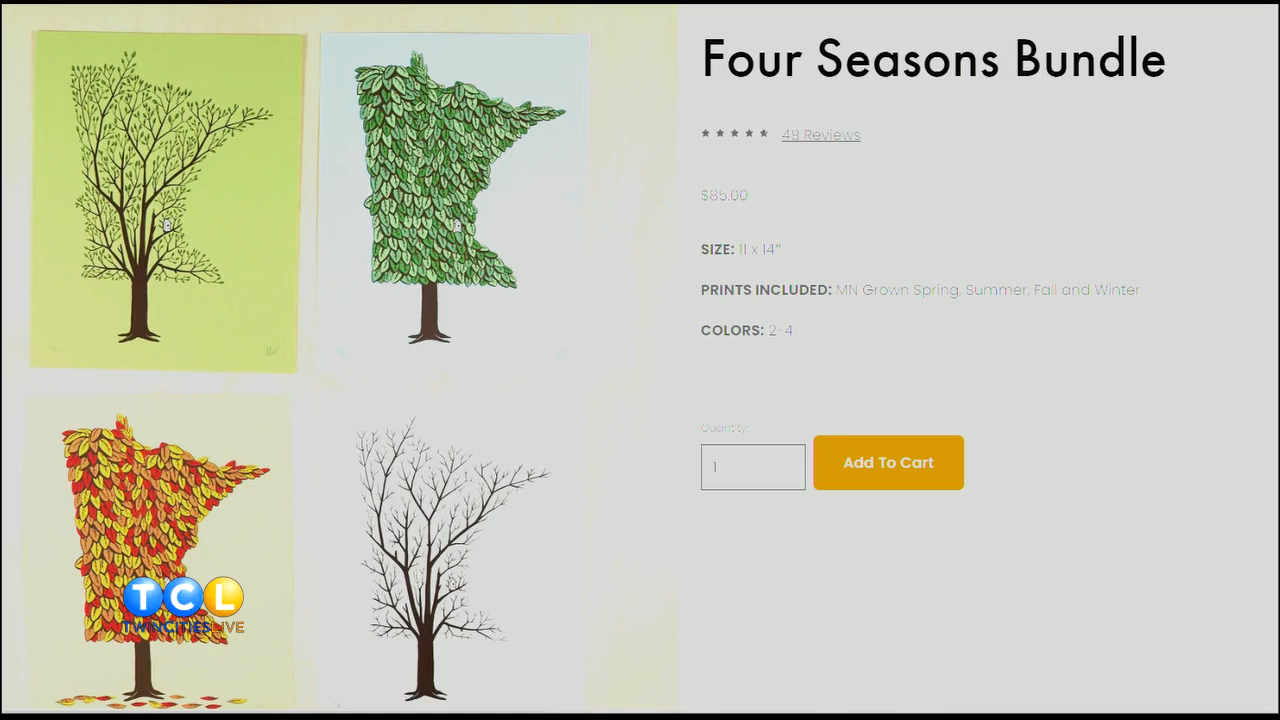 Four Seasons Bundle
48 Reviews
$85.00
SIZE: 11 x 14"
PRINTS INCLUDED: MN Grown Spring, Summer, Fall and Winter
COLORS: 2-4
Quantity:
1
Add To Cart
TCL
TWINCITIESLIVE